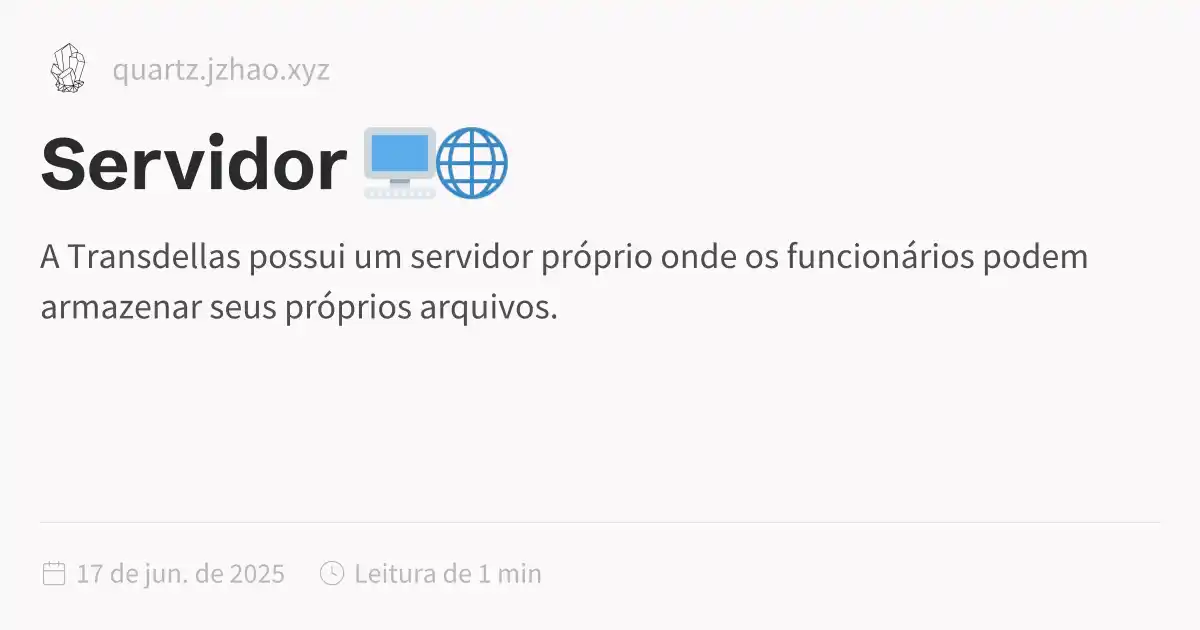 quartz.jzhao.xyz
Servidor 🖥️🌐
A Transdellas possui um servidor próprio onde os funcionários podem
armazenar seus próprios arquivos.
17 de jun. de 2025 Leitura de 1 min